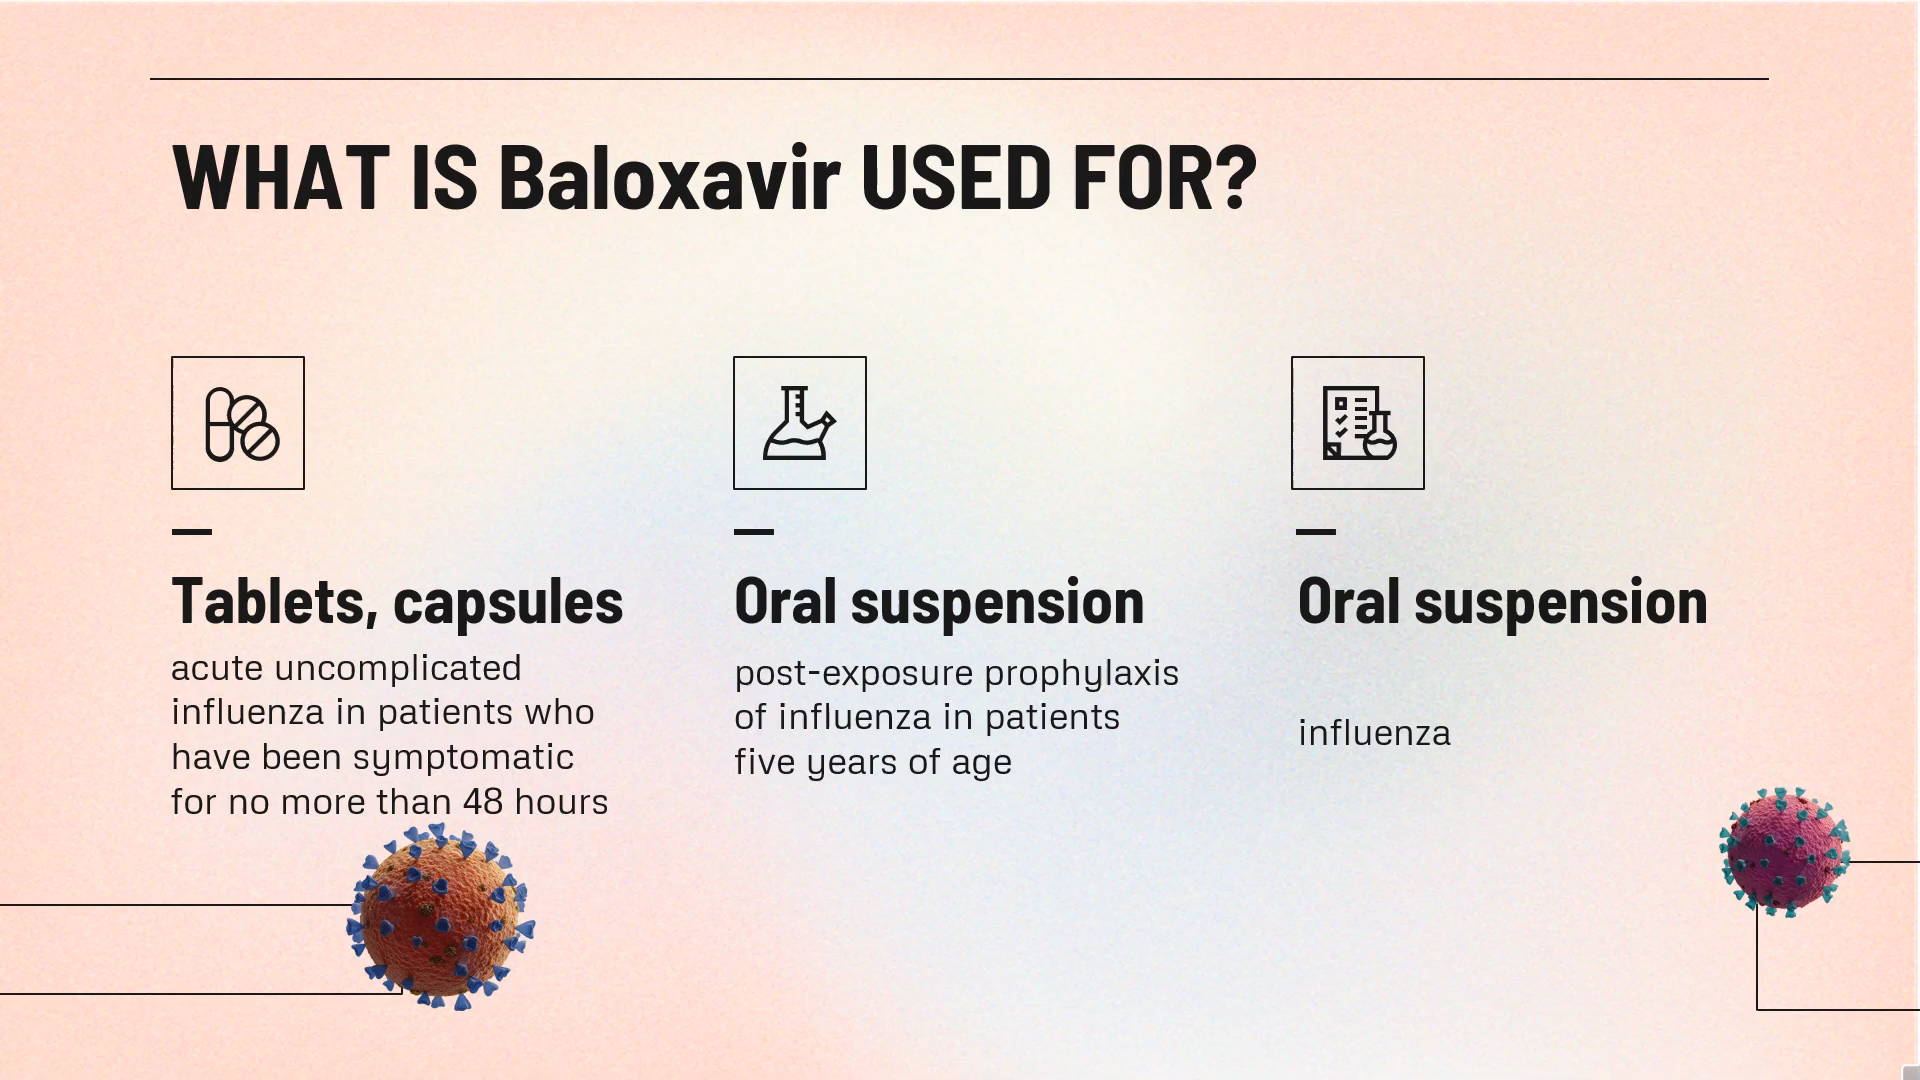 WHAT IS Baloxavir USED FOR?
Tablets, capsules
acute uncomplicated
influenza in patients who
have been symptomatic
for no more than 48 hours
Oral suspension
post-exposure prophylaxis
of influenza in patients
five years of age
Oral suspension
influenza